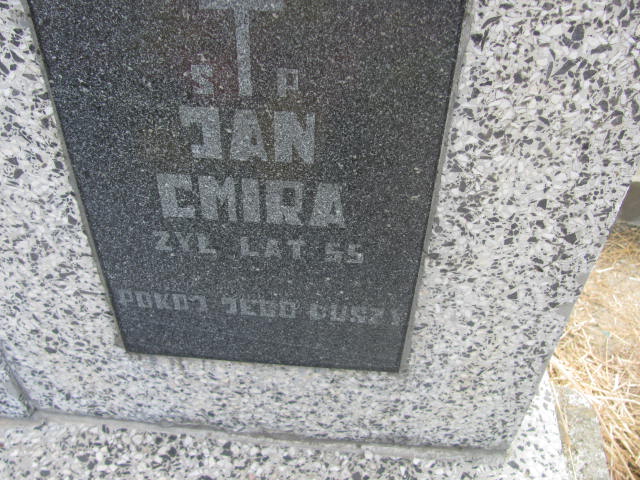 Ś P
JAN
CMIRA
ŻYŁ LAT 55
POKÓJ JEGO DUSZY